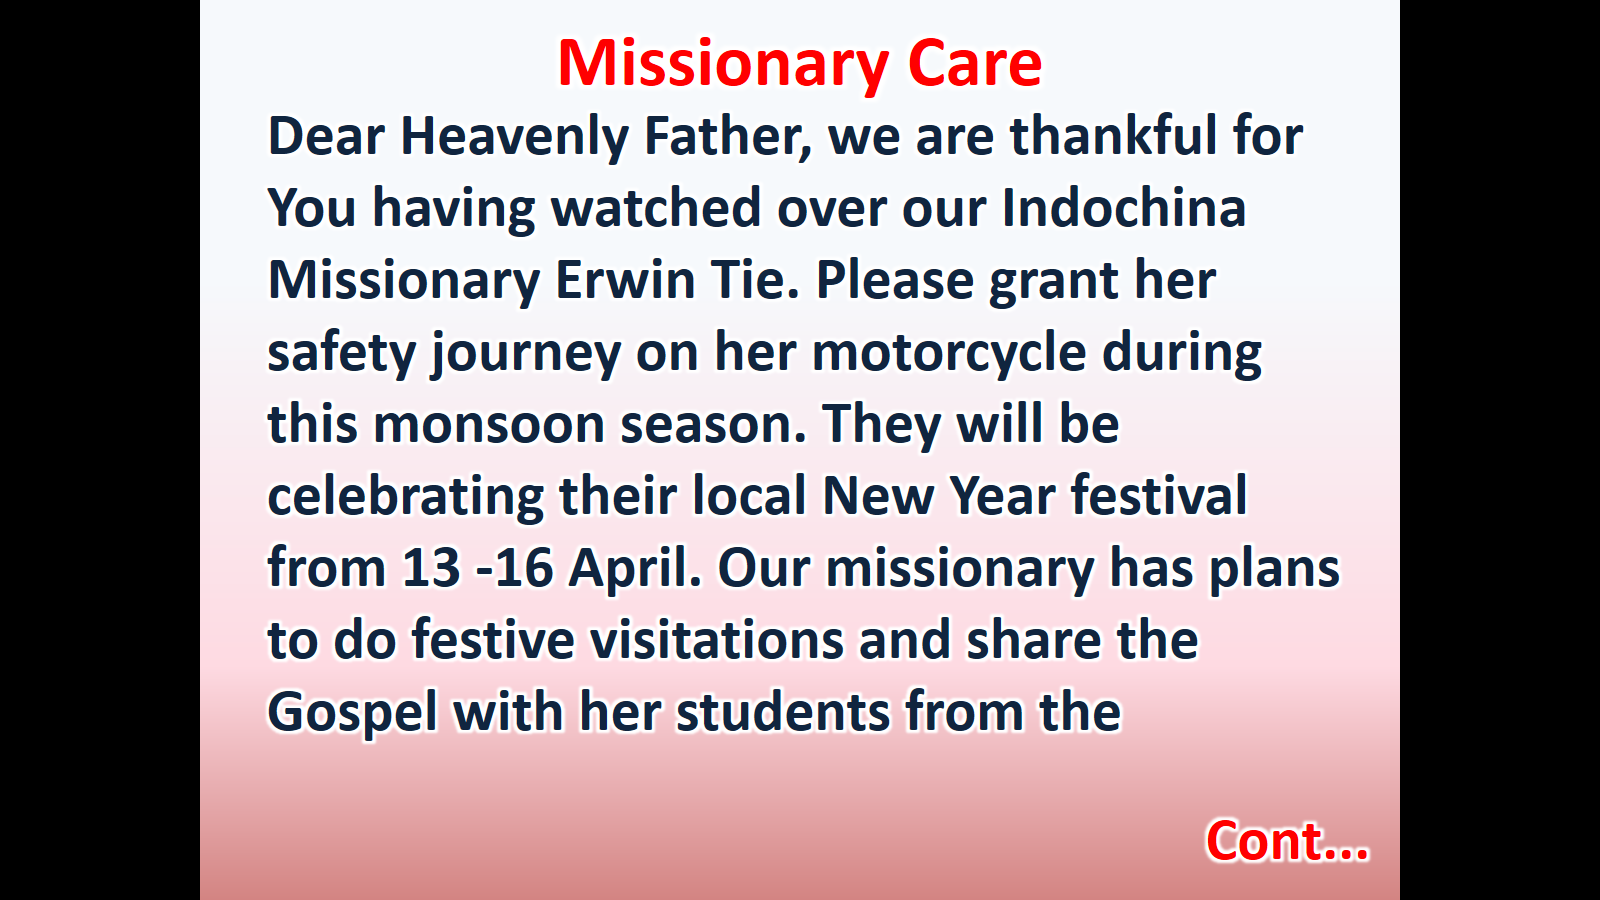 Missionary Care
Dear Heavenly Father, we are thankful for
You having watched over our Indochina
Missionary Erwin Tie. Please grant her
safety journey on her motorcycle during
this monsoon season. They will be
celebrating their local New Year festival
from 13 -16 April. Our missionary has plans
to do festive visitations and share the
Gospel with her students from the
Cont...